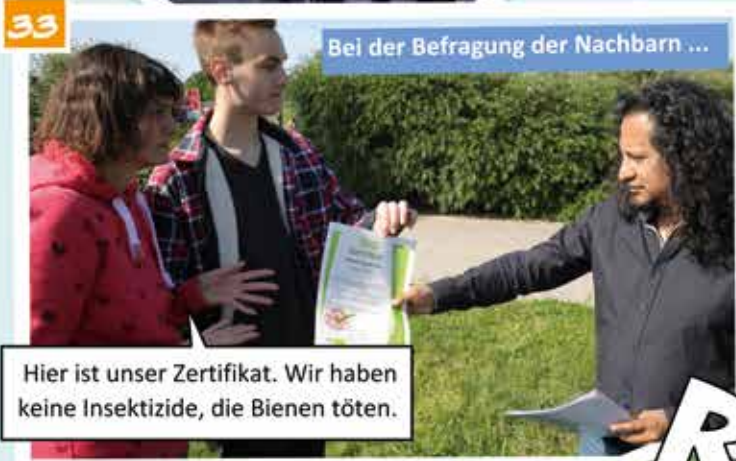 33
Bei der Befragung der Nachbarn ...
Hier ist unser Zertifikat. Wir haben
keine Insektizide, die Bienen töten.
R